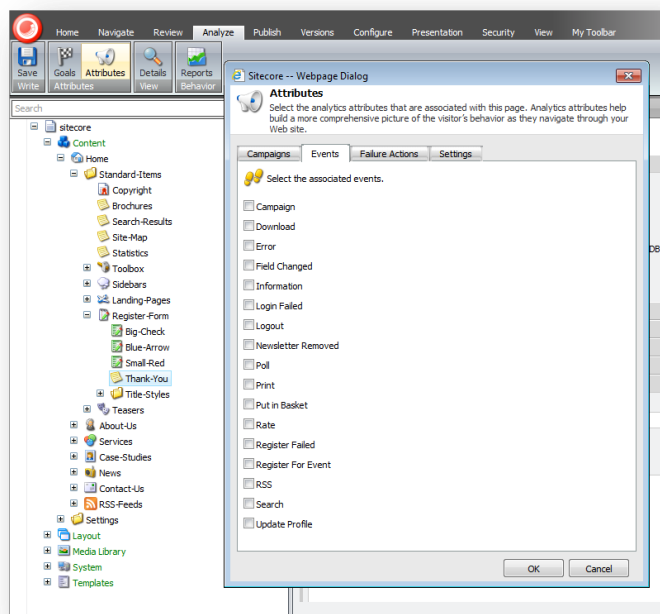 Home Navigate Review Analyze Publish Versions Configure Presentation Security View My Toolbar
Save Goals Attributes Details Reports
Write Attributes View Behavior
Search
sitecore
Content
Home
Standard-Items
Copyright
Brochures
Search-Results
Site-Map
Statistics
Toolbox
Sidebars
Landing-Pages
Register-Form
Big-Check
Blue-Arrow
Small-Red
Thank-You
Title-Styles
Teasers
About-Us
Services
Case-Studies
News
Contact-Us
RSS-Feeds
Settings
Layout
Media Library
System
Templates
Sitecore -- Webpage Dialog
Attributes
Select the analytics attributes that are associated with this page. Analytics attributes help
build a more comprehensive picture of the visitor's behavior as they navigate through your
Web site.
Campaigns Events Failure Actions Settings
Select the associated events.
Campaign
Download
Error
Field Changed
Information
Login Failed
Logout
Newsletter Removed
Poll
Print
Put in Basket
Rate
Register Failed
Register For Event
RSS
Search
Update Profile
OK Cancel
DB